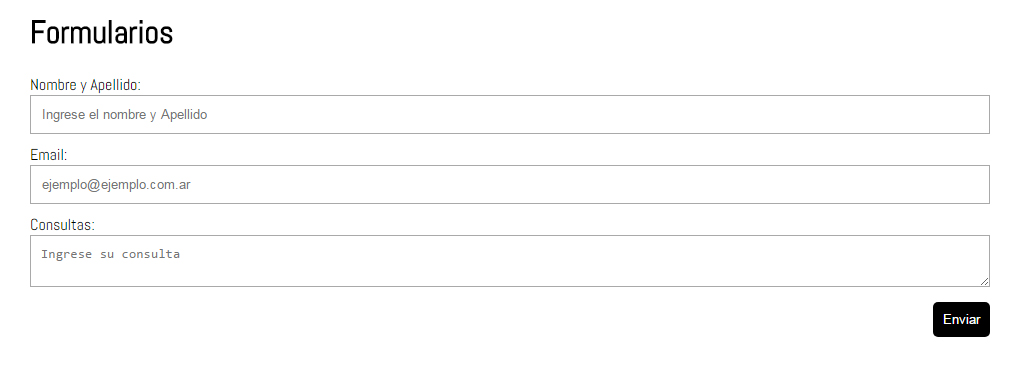 Formularios
Nombre y Apellido:
Ingrese el nombre y Apellido
Email:
ejemplo@ejemplo.com.ar
Consultas:
Ingrese su consulta
Enviar